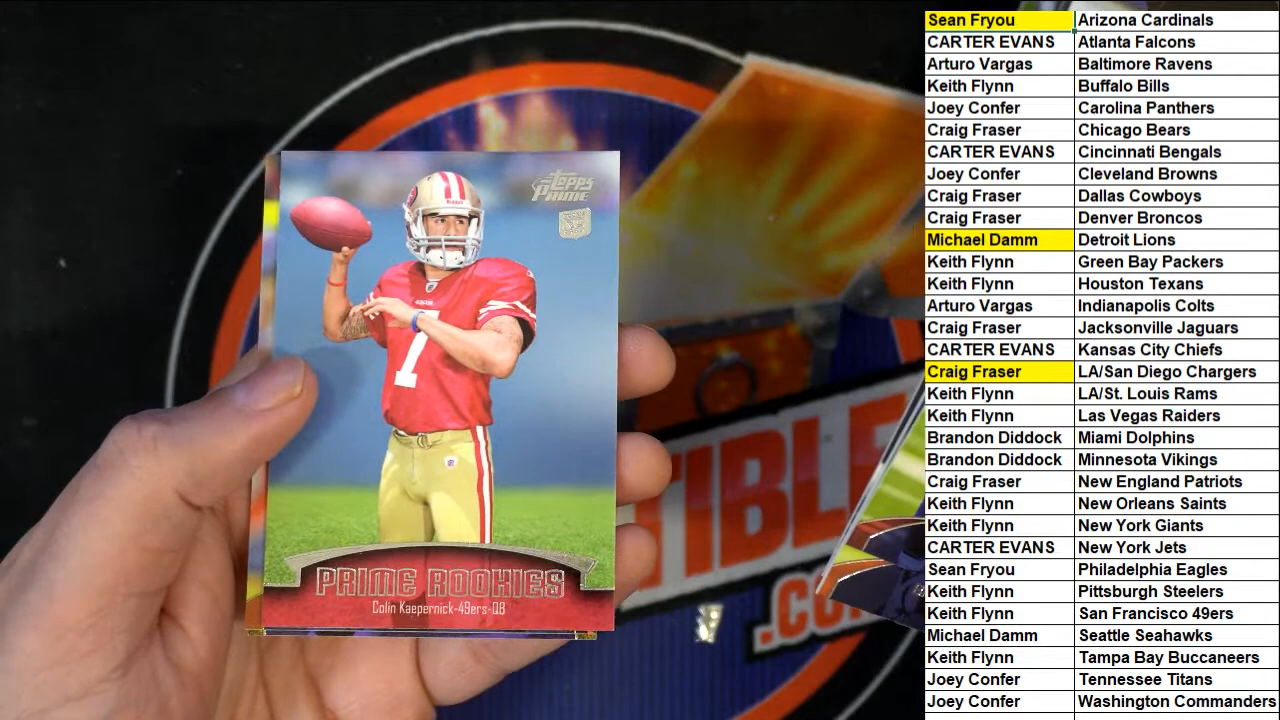 Topps
PRIME
7
PRIME ROOKIES
Colin Kaepernick-49ers-QB
TIBLE
.CO
Sean Fryou Arizona Cardinals
CARTER EVANS Atlanta Falcons
Arturo Vargas Baltimore Ravens
Keith Flynn Buffalo Bills
Joey Confer Carolina Panthers
Craig Fraser Chicago Bears
CARTER EVANS Cincinnati Bengals
Joey Confer Cleveland Browns
Craig Fraser Dallas Cowboys
Craig Fraser Denver Broncos
Michael Damm Detroit Lions
Keith Flynn Green Bay Packers
Keith Flynn Houston Texans
Arturo Vargas Indianapolis Colts
Craig Fraser Jacksonville Jaguars
CARTER EVANS Kansas City Chiefs
Craig Fraser LA/San Diego Chargers
Keith Flynn LA/St. Louis Rams
Keith Flynn Las Vegas Raiders
Brandon Diddock Miami Dolphins
Brandon Diddock Minnesota Vikings
Craig Fraser New England Patriots
Keith Flynn New Orleans Saints
Keith Flynn New York Giants
CARTER EVANS New York Jets
Sean Fryou Philadelphia Eagles
Keith Flynn Pittsburgh Steelers
Keith Flynn San Francisco 49ers
Michael Damm Seattle Seahawks
Keith Flynn Tampa Bay Buccaneers
Joey Confer Tennessee Titans
Joey Confer Washington Commanders